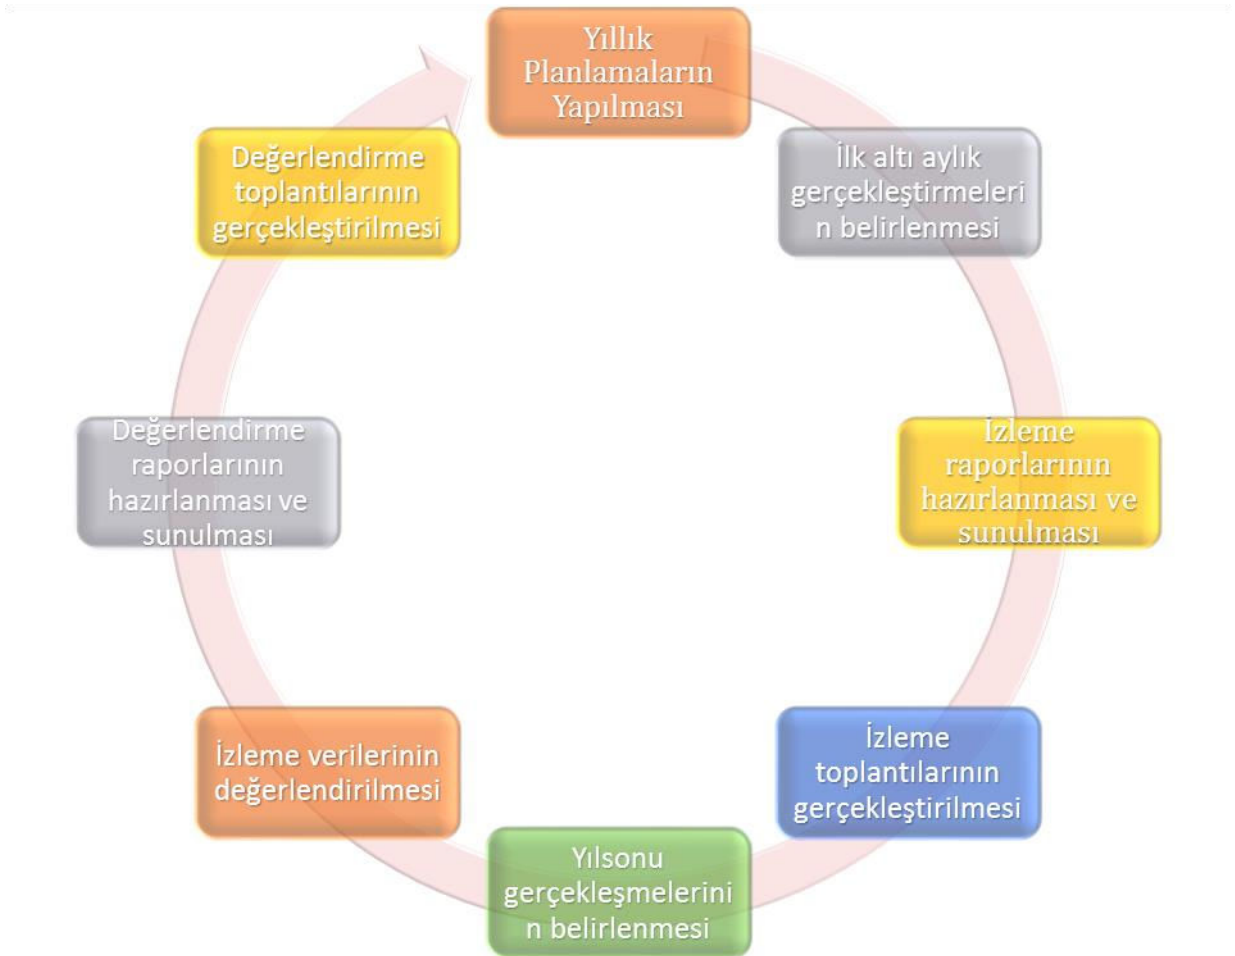 Yıllık
Planlamaların
Yapılması
İlk altı aylık
gerçekleştirmeleri
n belirlenmesi
İzleme
raporlarının
hazırlanması ve
sunulması
İzleme
toplantılarının
gerçekleştirilmesi
Yılsonu
gerçekleşmelerini
n belirlenmesi
İzleme verilerinin
değerlendirilmesi
Değerlendirme
raporlarının
hazırlanması ve
sunulması
Değerlendirme
toplantılarının
gerçekleştirilmesi